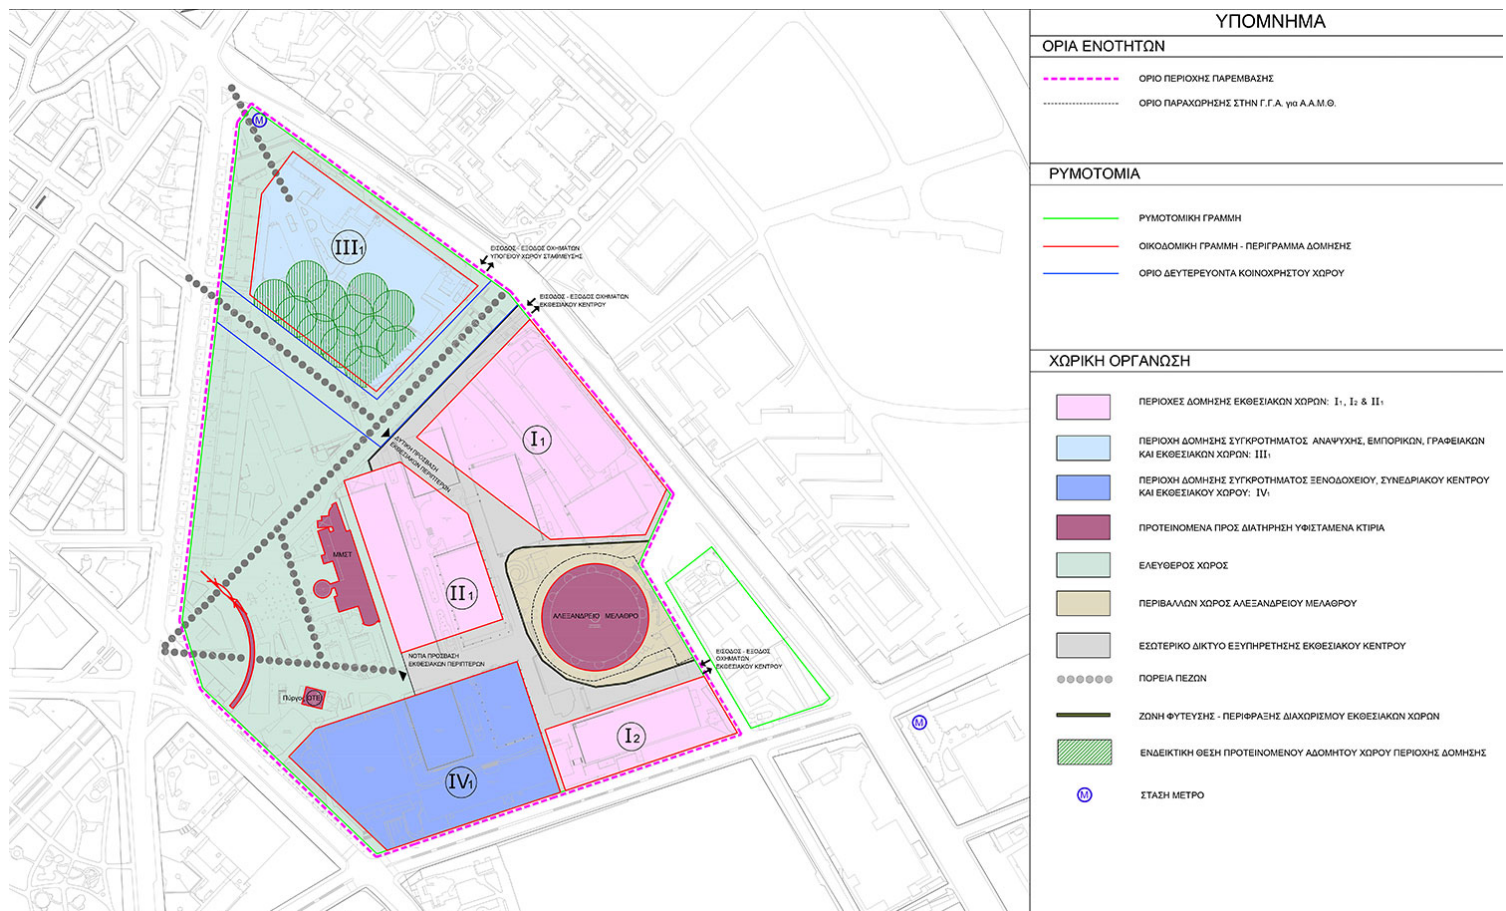 ΥΠΟΜΝΗΜΑ
ΟΡΙΑ ΕΝΟΤΗΤΩΝ
ΟΡΙΟ ΠΕΡΙΟΧΗΣ ΠΑΡΕΜΒΑΣΗΣ
ΟΡΙΟ ΠΑΡΑΧΩΡΗΣΗΣ ΣΤΗΝ Γ.Γ.Α. για Α.Α.Μ.Θ.
ΡΥΜΟΤΟΜΙΑ
ΡΥΜΟΤΟΜΙΚΗ ΓΡΑΜΜΗ
ΟΙΚΟΔΟΜΙΚΗ ΓΡΑΜΜΗ - ΠΕΡΙΓΡΑΜΜΑ ΔΟΜΗΣΗΣ
ΟΡΙΟ ΔΕΥΤΕΡΕΥΟΝΤΑ ΚΟΙΝΟΧΡΗΣΤΟΥ ΧΩΡΟΥ
ΧΩΡΙΚΗ ΟΡΓΑΝΩΣΗ
ΠΕΡΙΟΧΕΣ ΔΟΜΗΣΗΣ ΕΚΘΕΣΙΑΚΩΝ ΧΩΡΩΝ: I1, I2 & II1
ΠΕΡΙΟΧΗ ΔΟΜΗΣΗΣ ΣΥΓΚΡΟΤΗΜΑΤΟΣ ΑΝΑΨΥΧΗΣ, ΕΜΠΟΡΙΚΩΝ, ΓΡΑΦΕΙΑΚΩΝ
ΚΑΙ ΕΚΘΕΣΙΑΚΩΝ ΧΩΡΩΝ: III1
ΠΕΡΙΟΧΗ ΔΟΜΗΣΗΣ ΣΥΓΚΡΟΤΗΜΑΤΟΣ ΞΕΝΟΔΟΧΕΙΟΥ, ΣΥΝΕΔΡΙΑΚΟΥ ΚΕΝΤΡΟΥ
ΚΑΙ ΕΚΘΕΣΙΑΚΟΥ ΧΩΡΟΥ: IV1
ΠΡΟΤΕΙΝΟΜΕΝΑ ΠΡΟΣ ΔΙΑΤΗΡΗΣΗ ΥΦΙΣΤΑΜΕΝΑ ΚΤΙΡΙΑ
ΕΛΕΥΘΕΡΟΣ ΧΩΡΟΣ
ΠΕΡΙΒΑΛΛΩΝ ΧΩΡΟΣ ΑΛΕΞΑΝΔΡΕΙΟΥ ΜΕΛΑΘΡΟΥ
ΕΣΩΤΕΡΙΚΟ ΔΙΚΤΥΟ ΕΞΥΠΗΡΕΤΗΣΗΣ ΕΚΘΕΣΙΑΚΟΥ ΚΕΝΤΡΟΥ
ΠΟΡΕΙΑ ΠΕΖΩΝ
ΖΩΝΗ ΦΥΤΕΥΣΗΣ - ΠΕΡΙΦΡΑΞΗΣ ΔΙΑΧΩΡΙΣΜΟΥ ΕΚΘΕΣΙΑΚΩΝ ΧΩΡΩΝ
ΕΝΔΕΙΚΤΙΚΗ ΘΕΣΗ ΠΡΟΤΕΙΝΟΜΕΝΟΥ ΑΔΟΜΗΤΟΥ ΧΩΡΟΥ ΠΕΡΙΟΧΗΣ ΔΟΜΗΣΗΣ
M
ΣΤΑΣΗ ΜΕΤΡΟ
M
III1
ΕΙΣΟΔΟΣ - ΕΞΟΔΟΣ ΟΧΗΜΑΤΩΝ
ΥΠΟΓΕΙΟΥ ΧΩΡΟΥ ΣΤΑΘΜΕΥΣΗΣ
ΕΙΣΟΔΟΣ - ΕΞΟΔΟΣ ΟΧΗΜΑΤΩΝ
ΕΚΘΕΣΙΑΚΟΥ ΚΕΝΤΡΟΥ
I1
ΔΥΤΙΚΗ ΠΡΟΣΒΑΣΗ
ΕΚΘΕΣΙΑΚΩΝ ΠΕΡΙΠΤΕΡΩΝ
ΜΜΣΤ
II1
ΑΛΕΞΑΝΔΡΕΙΟ ΜΕΛΑΘΡΟ
ΝΟΤΙΑ ΠΡΟΣΒΑΣΗ
ΕΚΘΕΣΙΑΚΩΝ ΠΕΡΙΠΤΕΡΩΝ
ΕΙΣΟΔΟΣ - ΕΞΟΔΟΣ
ΟΧΗΜΑΤΩΝ
ΕΚΘΕΣΙΑΚΟΥ ΚΕΝΤΡΟΥ
Πύργος ΟΤΕ
I2
M
IV1